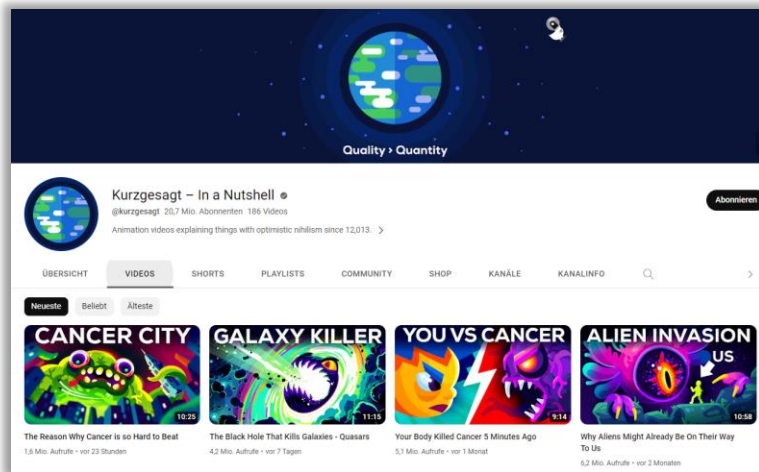 Quality > Quantity
Kurzgesagt – In a Nutshell
@kurzgesagt 20,7 Mio. Abonnenten 186 Videos
Animation videos explaining things with optimistic nihilism since 12,013.
Abonnieren
ÜBERSICHT VIDEOS SHORTS PLAYLISTS COMMUNITY SHOP KANÄLE KANALINFO
Neueste Beliebt Älteste
CANCER CITY
10:25
GALAXY KILLER
11:15
YOU VS CANCER
9:14
ALIEN INVASION
US
10:58
The Reason Why Cancer is so Hard to Beat
1,6 Mio. Aufrufe • vor 23 Stunden
The Black Hole That Kills Galaxies - Quasars
4,2 Mio. Aufrufe • vor 7 Tagen
Your Body Killed Cancer 5 Minutes Ago
5,1 Mio. Aufrufe • vor 1 Monat
Why Aliens Might Already Be On Their Way
To Us
6,2 Mio. Aufrufe • vor 2 Monaten